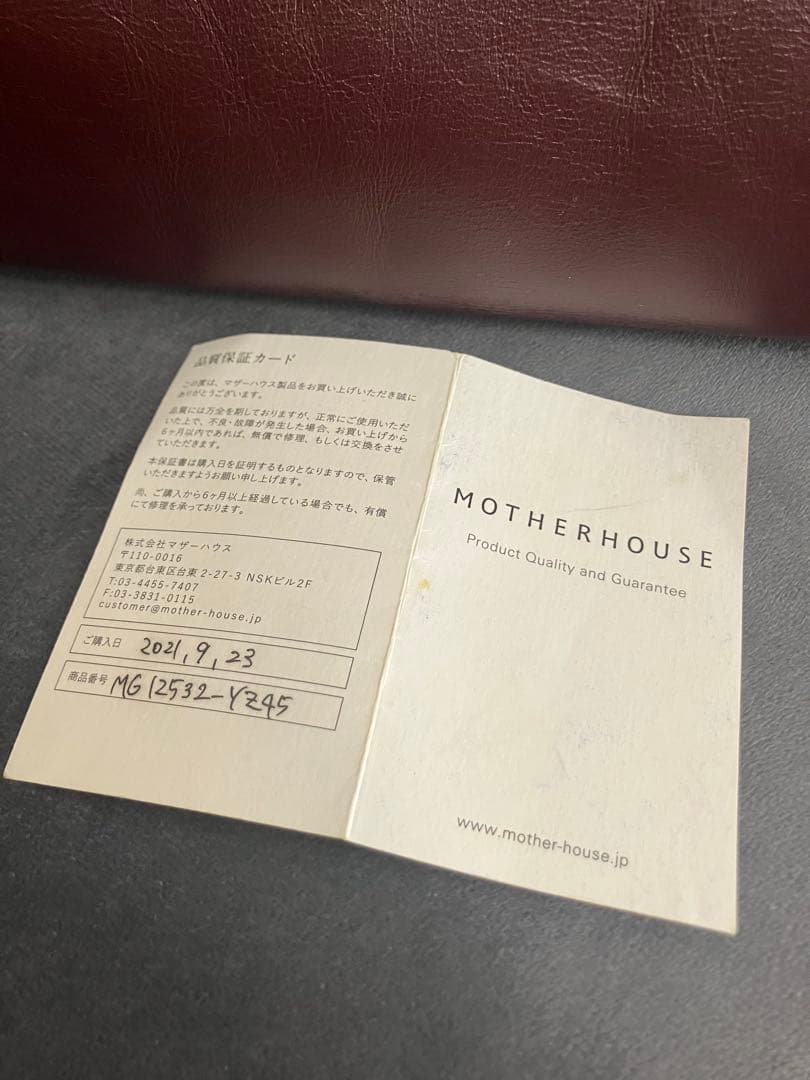 品質保証カード
この度は、マザーハウス製品をお買い上げいただき誠に
ありがとうございます。
品質には万全を期しておりますが、正常にご使用いただ
いた上で、不良・故障が発生した場合、お買い上げから
6ヶ月以内であれば、無償で修理、もしくは交換をさせ
ていただきます。
本保証書は購入日を証明するものとなりますので、保管
いただきますようお願い申し上げます。
尚、ご購入から6ヶ月以上経過している場合でも、有償
にて修理を承っております。
株式会社マザーハウス
〒110-0016
東京都台東区台東 2-27-3 NSKビル2F
T:03-4455-7407
F:03-3831-0115
customer@mother-house.jp
ご購入日 2021,9,23
商品番号 MG12532-YZ45
MOTHERHOUSE
Product Quality and Guarantee
www.mother-house.jp